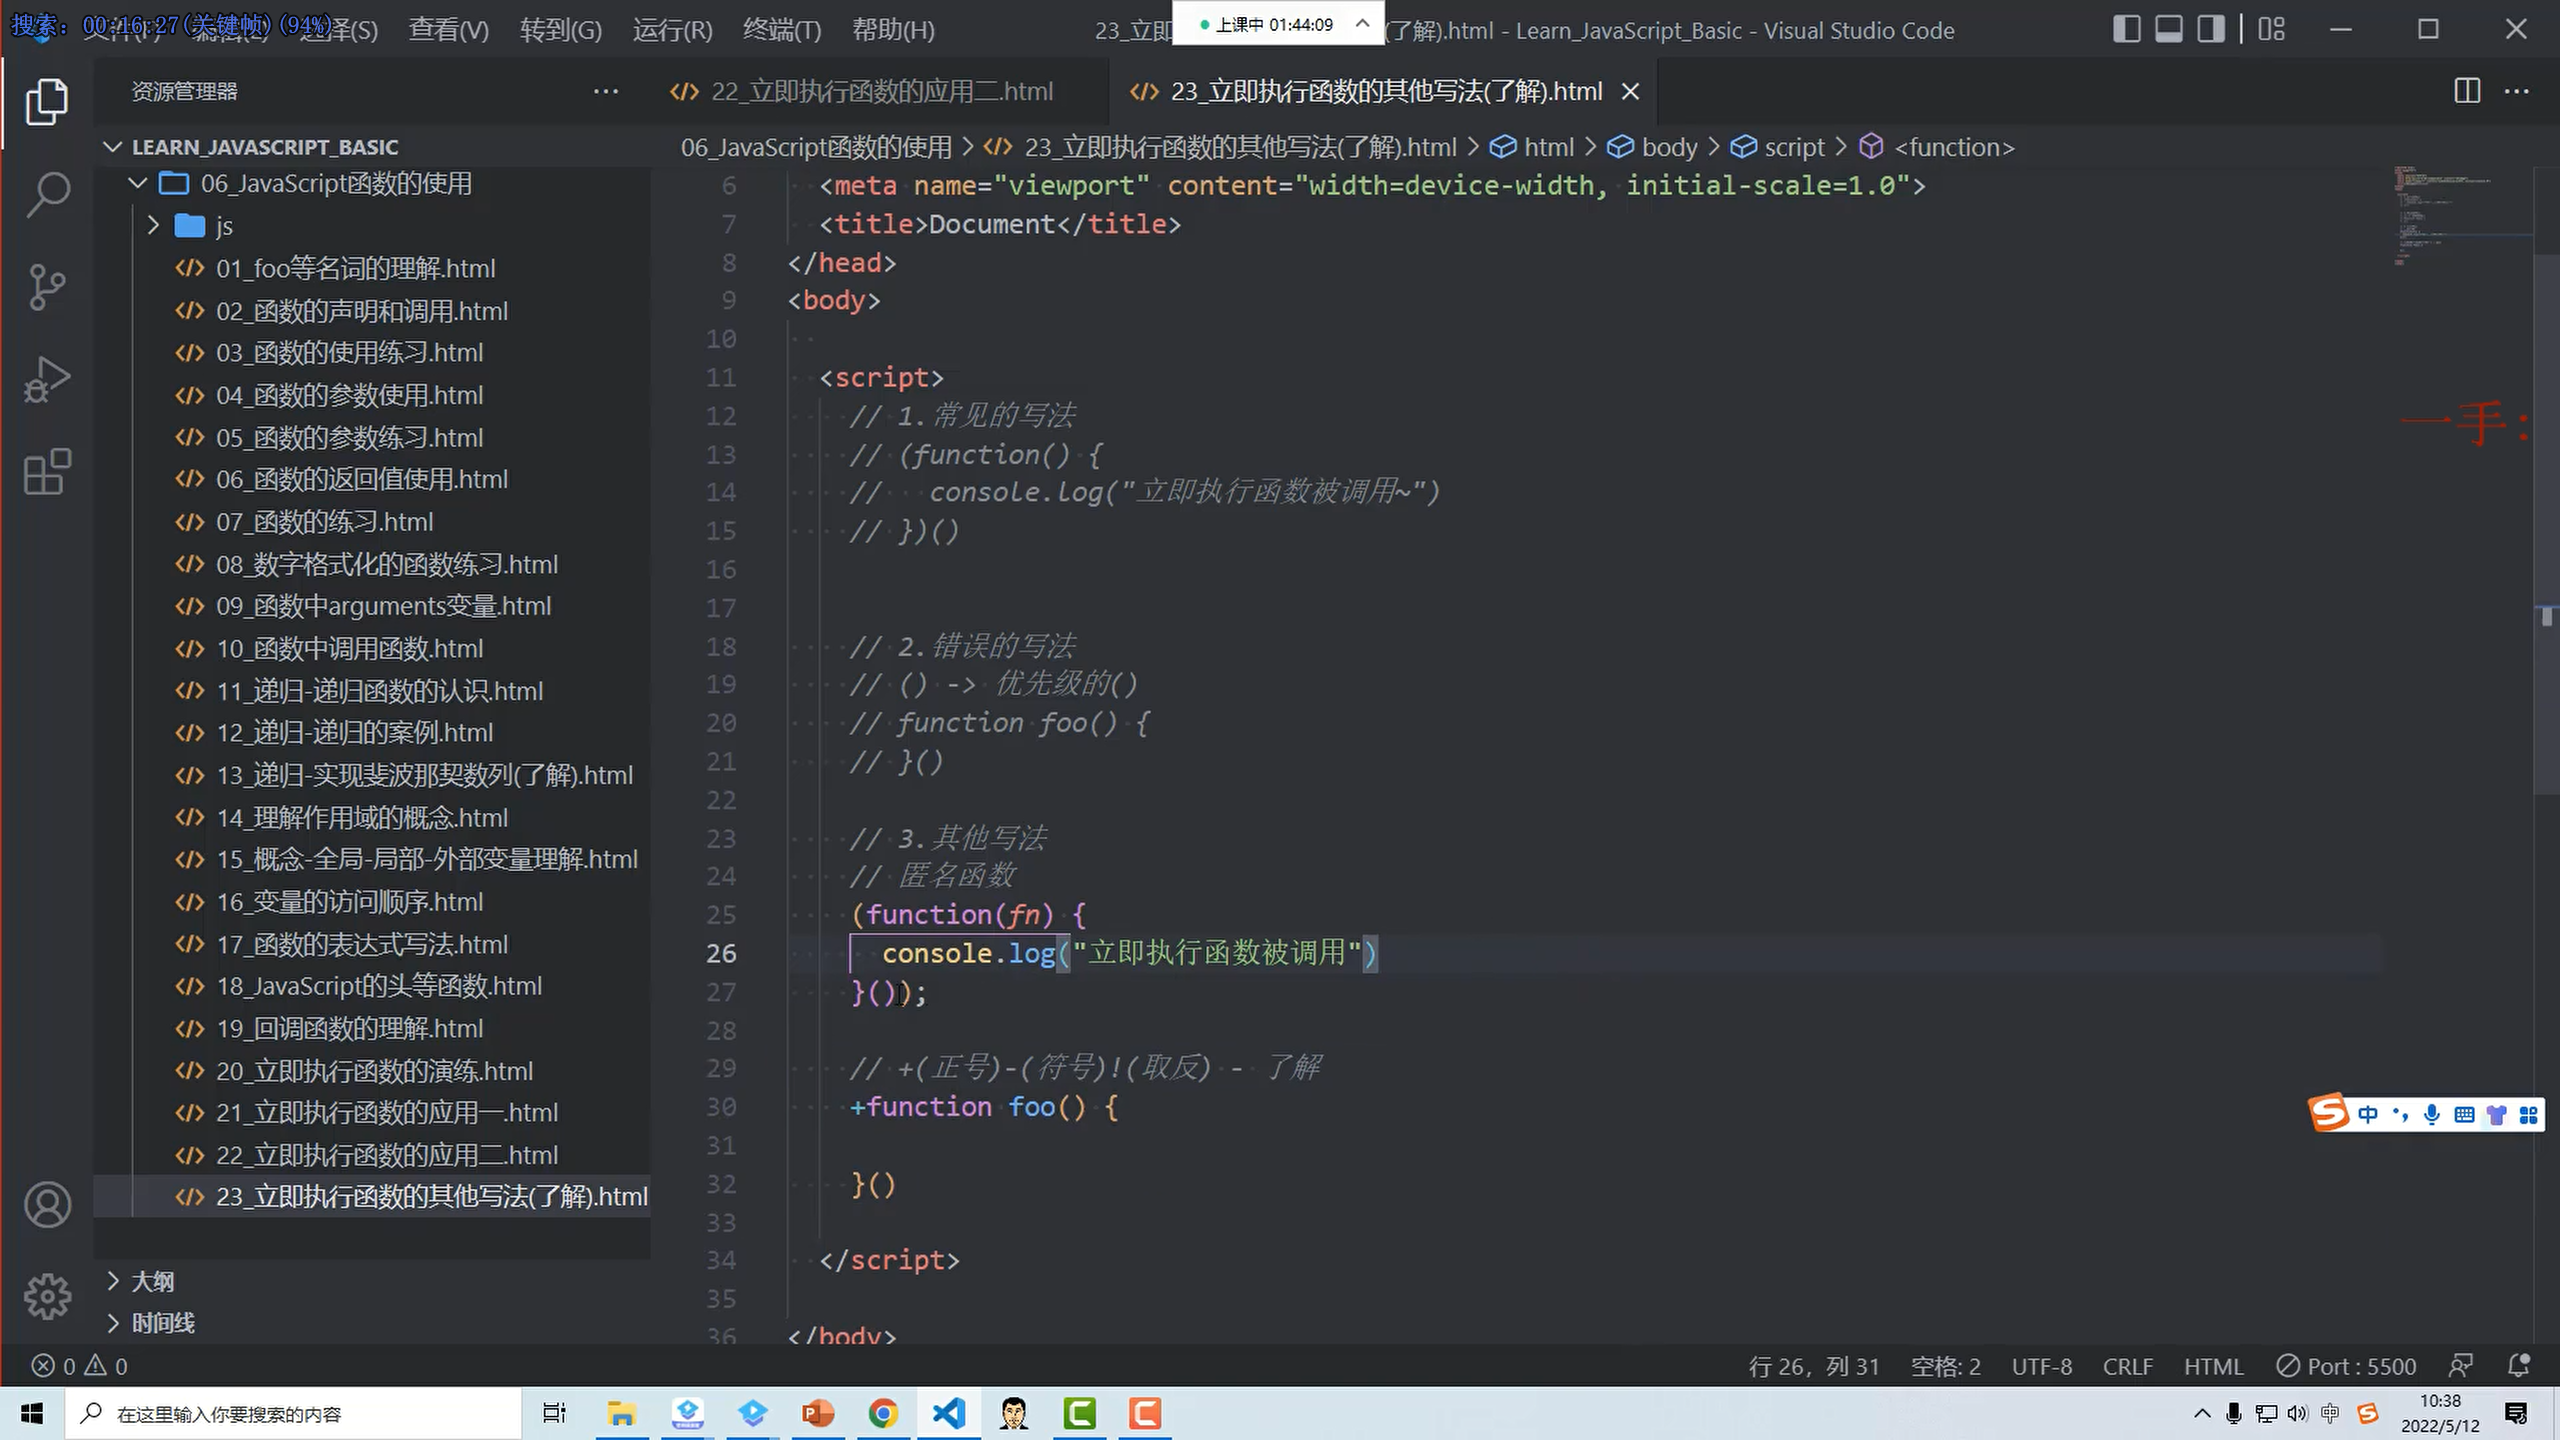 搜索: 00:16:27(关键帧)(94%)
查看(V) 转到(G) 运行(R) 终端(T) 帮助(H)
上课中 01:44:09
(了解).html - Learn_JavaScript_Basic - Visual Studio Code
资源管理器
22_立即执行函数的应用二.html
23_立即执行函数的其他写法(了解).html
LEARN_JAVASCRIPT_BASIC
06_JavaScript函数的使用 > 23_立即执行函数的其他写法(了解).html > html > body > script > <function>
06_JavaScript函数的使用
js
01_foo等名词的理解.html
02_函数的声明和调用.html
03_函数的使用练习.html
04_函数的参数使用.html
05_函数的参数练习.html
06_函数的返回值使用.html
07_函数的练习.html
08_数字格式化的函数练习.html
09_函数中arguments变量.html
10_函数中调用函数.html
11_递归-递归函数的认识.html
12_递归-递归的案例.html
13_递归-实现斐波那契数列(了解).html
14_理解作用域的概念.html
15_概念-全局-局部-外部变量理解.html
16_变量的访问顺序.html
17_函数的表达式写法.html
18_JavaScript的头等函数.html
19_回调函数的理解.html
20_立即执行函数的演练.html
21_立即执行函数的应用一.html
22_立即执行函数的应用二.html
23_立即执行函数的其他写法(了解).html
大纲
时间线
6 <meta name="viewport" content="width=device-width, initial-scale=1.0">
7 <title>Document</title>
8 </head>
9 <body>
10
11 <script>
12 // 1.常见的写法
13 // (function() {
14 //   console.log("立即执行函数被调用~")
15 // })()
16
17
18 // 2.错误的写法
19 // () -> 优先级的()
20 // function foo() {
21 // }()
22
23 // 3.其他写法
24 // 匿名函数
25 (function(fn) {
26 console.log("立即执行函数被调用")
27 }());
28
29 // +(正号)-(符号)!(取反) - 了解
30 +function foo() {
31
32 }()
33
34 </script>
35
36 </body>
一手:
中
0 0
行 26，列 31
空格: 2
UTF-8
CRLF
HTML
Port : 5500
在这里输入你要搜索的内容
中
10:38
2022/5/12